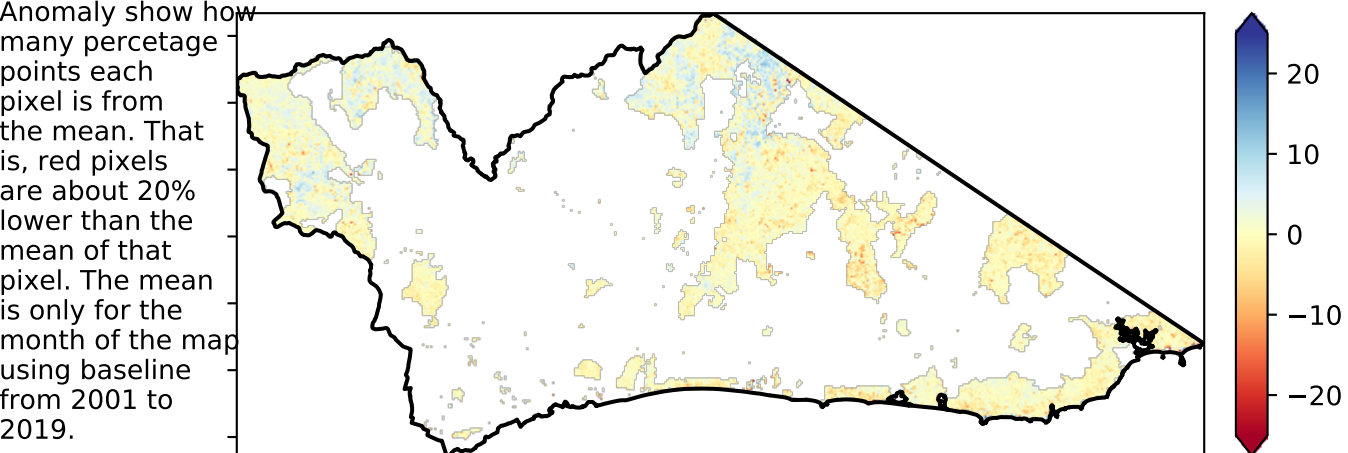 Anomaly show how
many percetage
points each
pixel is from
the mean. That
is, red pixels
are about 20%
lower than the
mean of that
pixel. The mean
is only for the
month of the map
using baseline
from 2001 to
2019.
20
10
0
−10
−20